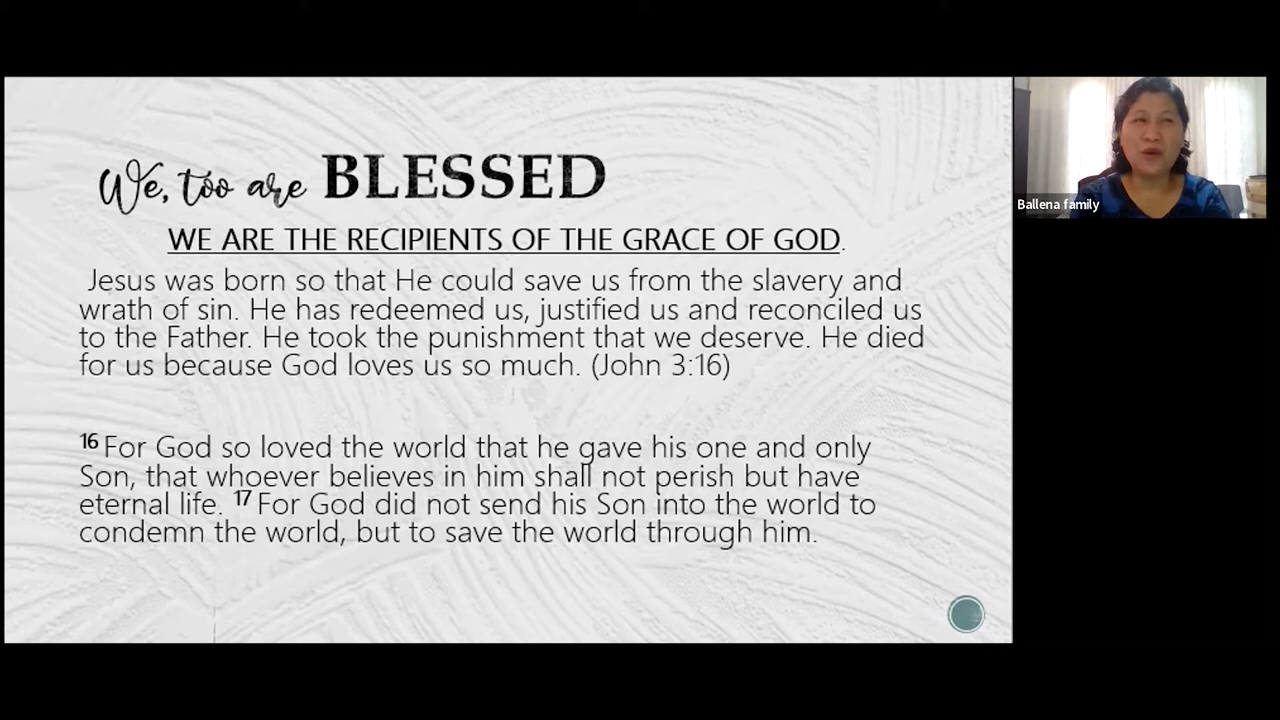 We, too are BLESSED
WE ARE THE RECIPIENTS OF THE GRACE OF GOD.
Jesus was born so that He could save us from the slavery and
wrath of sin. He has redeemed us, justified us and reconciled us
to the Father. He took the punishment that we deserve. He died
for us because God loves us so much. (John 3:16)
16 For God so loved the world that he gave his one and only
Son, that whoever believes in him shall not perish but have
eternal life. 17 For God did not send his Son into the world to
condemn the world, but to save the world through him.
Ballena family